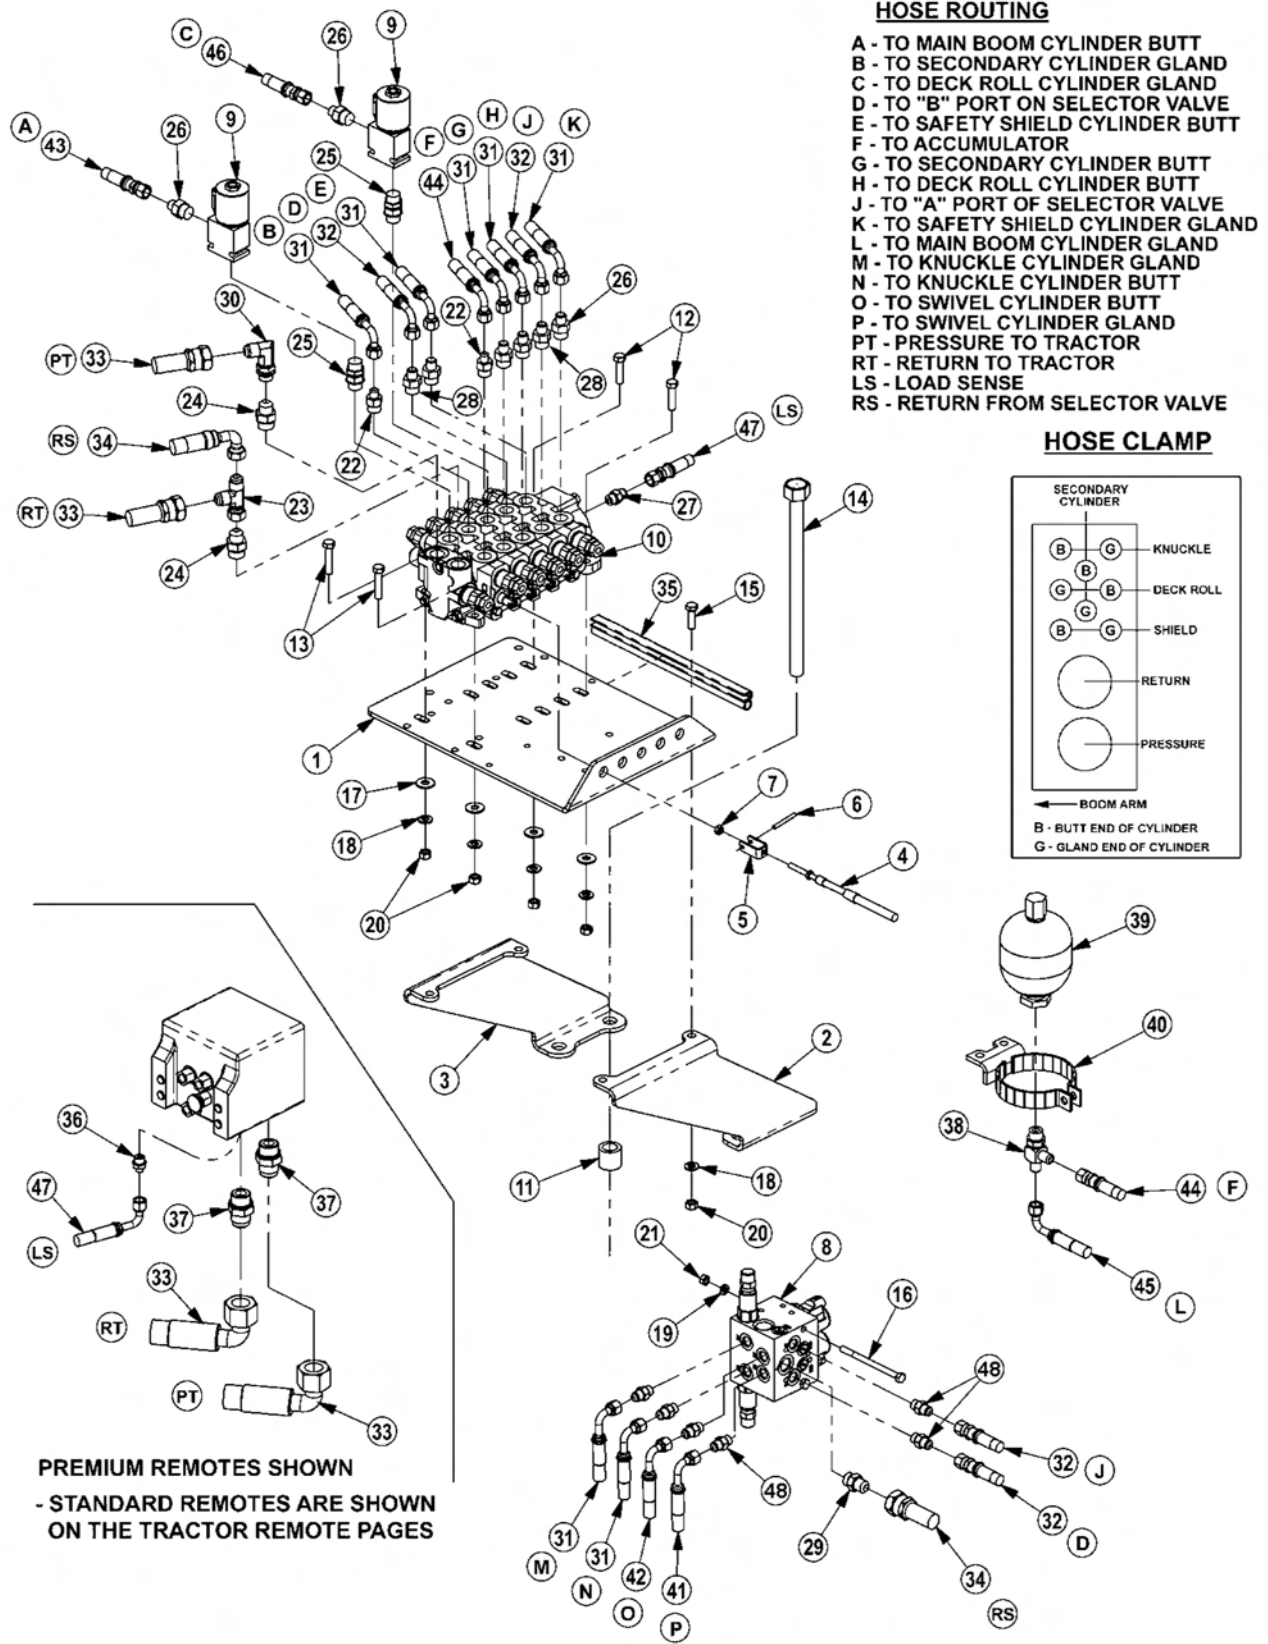 HOSE ROUTING
A - TO MAIN BOOM CYLINDER BUTT
B - TO SECONDARY CYLINDER GLAND
C - TO DECK ROLL CYLINDER GLAND
D - TO "B" PORT ON SELECTOR VALVE
E - TO SAFETY SHIELD CYLINDER BUTT
F - TO ACCUMULATOR
G - TO SECONDARY CYLINDER BUTT
H - TO DECK ROLL CYLINDER BUTT
J - TO "A" PORT OF SELECTOR VALVE
K - TO SAFETY SHIELD CYLINDER GLAND
L - TO MAIN BOOM CYLINDER GLAND
M - TO KNUCKLE CYLINDER GLAND
N - TO KNUCKLE CYLINDER BUTT
O - TO SWIVEL CYLINDER BUTT
P - TO SWIVEL CYLINDER GLAND
PT - PRESSURE TO TRACTOR
RT - RETURN TO TRACTOR
LS - LOAD SENSE
RS - RETURN FROM SELECTOR VALVE
C
46
26
9
A
43
26
9
F
G
H
J
K
25
44
31
31
32
31
B
D
E
31
32
31
30
PT
33
25
22
26
12
28
24
28
RS
34
22
47
LS
RT
33
23
27
24
10
14
13
35
15
1
17
18
7
6
5
4
20
3
2
11
18
20
HOSE CLAMP
SECONDARY
CYLINDER
B G KNUCKLE
B
G B DECK ROLL
G
B G SHIELD
RETURN
PRESSURE
BOOM ARM
B - BUTT END OF CYLINDER
G - GLAND END OF CYLINDER
39
40
38
44
F
45
L
36
47
LS
37
37
33
RT
PT
33
PREMIUM REMOTES SHOWN
- STANDARD REMOTES ARE SHOWN
ON THE TRACTOR REMOTE PAGES
21
8
19
16
48
32
J
48
32
D
31
M
31
N
42
O
41
P
29
34
RS